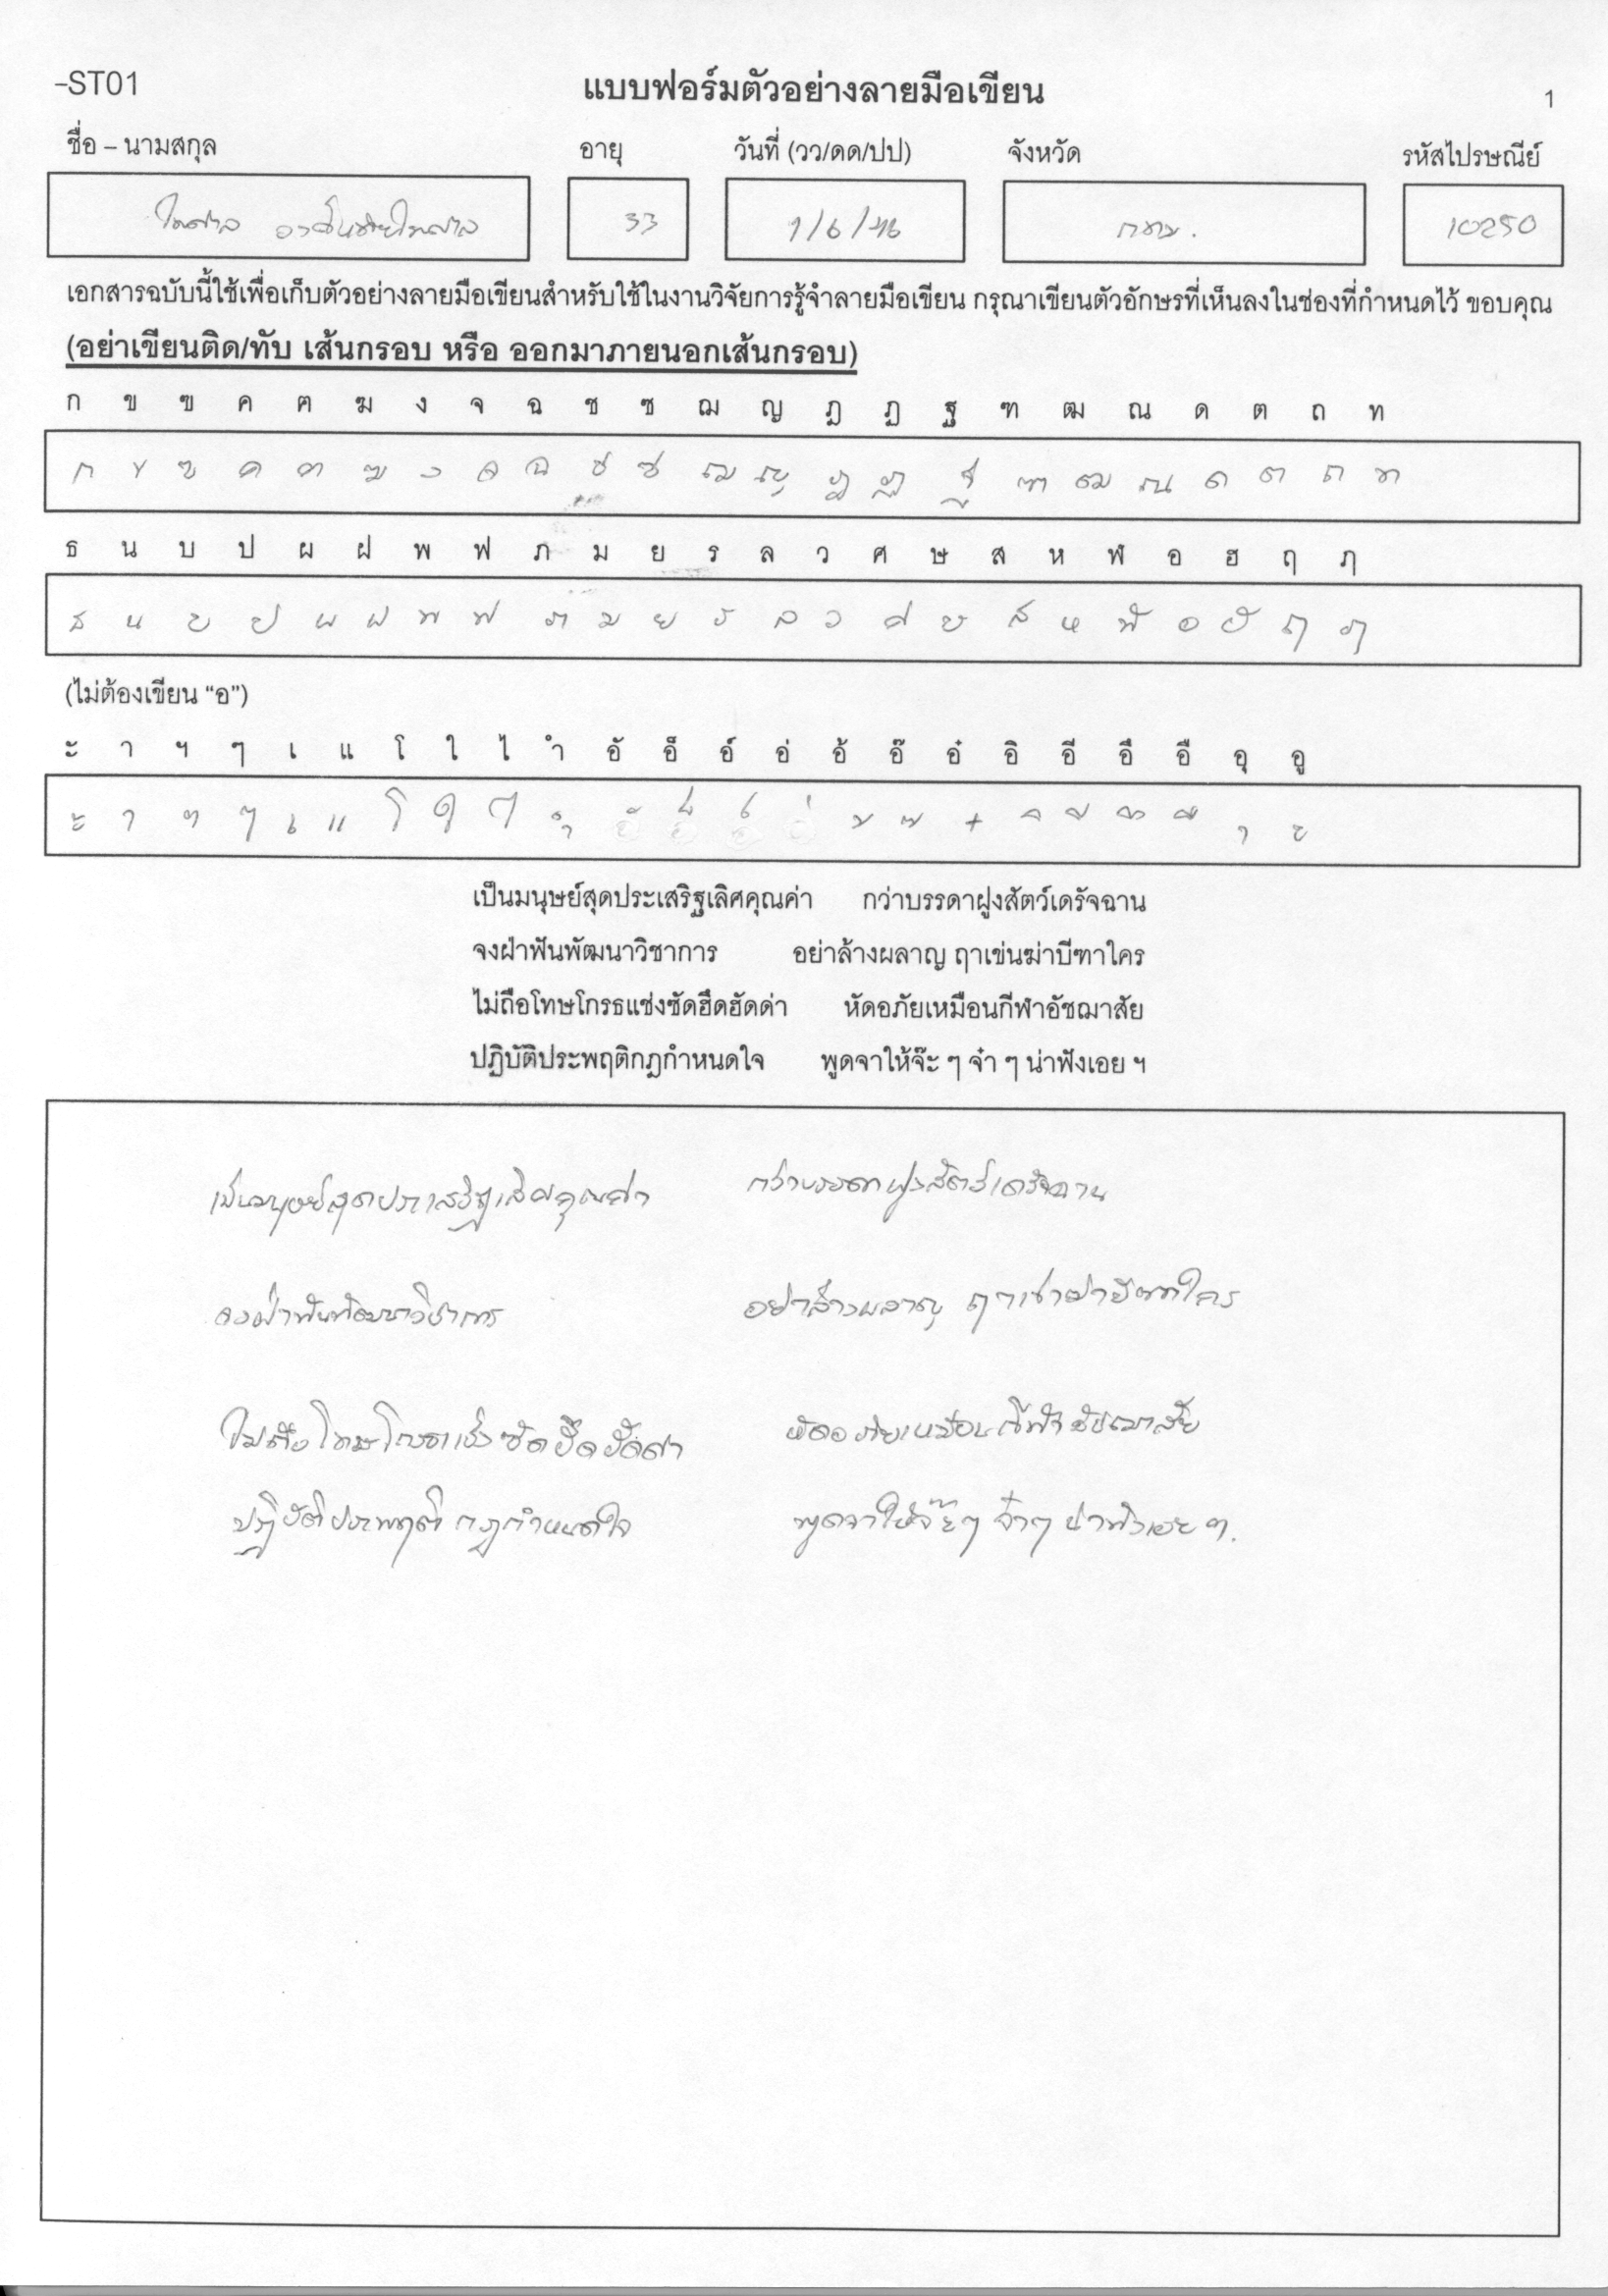 -ST01 แบบฟอร์มตัวอย่างลายมือเขียน 1
ชื่อ – นามสกุล อายุ วันที่ (วว/ดด/ปป) จังหวัด รหัสไปรษณีย์
ไพศาล 33 1/6/46 กทม. 10250
เอกสารฉบับนี้ใช้เพื่อเก็บตัวอย่างลายมือเขียนสำหรับใช้ในงานวิจัยการรู้จำลายมือเขียน กรุณาเขียนตัวอักษรที่เห็นลงในช่องที่กำหนดไว้ ขอบคุณ
(อย่าเขียนติด/ทับ เส้นกรอบ หรือ ออกมาภายนอกเส้นกรอบ)
ก ข ฃ ค ฅ ฆ ง จ ฉ ช ซ ฌ ญ ฎ ฏ ฐ ฑ ฒ ณ ด ต ถ ท
ก ข ฃ ค ฅ ฆ ง จ ฉ ช ซ ฌ ญ ฎ ฏ ฐ ฑ ฒ ณ ด ต ถ ท
ธ น บ ป ผ ฝ พ ฟ ภ ม ย ร ล ว ศ ษ ส ห ฬ อ ฮ ฤ ฦ
ธ น บ ป ผ ฝ พ ฟ ภ ม ย ร ล ว ศ ษ ส ห ฬ อ ฮ ฤ ฦ
(ไม่ต้องเขียน “อ”)
ะ า ฯ ๆ เ แ โ ใ ไ ำ อั อ็ อ์ อ่ อ้ อ๊ อ๋ อิ อี อึ อื อุ อู
ะ า ฯ ๆ เ แ โ ใ ไ ำ ั ็ ์ ่ ้ ๊ ๋ ิ ี ึ ื ุ ู
เป็นมนุษย์สุดประเสริฐเลิศคุณค่า กว่าบรรดาฝูงสัตว์เดรัจฉาน
จงฝ่าฟันพัฒนาวิชาการ อย่าล้างผลาญ ฤาเข่นฆ่าบีฑาใคร
ไม่ถือโทษโกรธแช่งซัดฮึดฮัดด่า หัดอภัยเหมือนกีฬาอัชฌาสัย
ปฏิบัติประพฤติกฎกำหนดใจ พูดจาให้จ๊ะ ๆ จ๋า ๆ น่าฟังเอย ฯ
เป็นมนุษย์สุดประเสริฐเลิศคุณค่า กว่าบรรดาฝูงสัตว์เดรัจฉาน
จงฝ่าฟันพัฒนาวิชาการ อย่าล้างผลาญ ฤาเข่นฆ่าบีฑาใคร
ไม่ถือโทษโกรธแช่งซัดฮึดฮัดด่า หัดอภัยเหมือนกีฬาอัชฌาสัย
ปฏิบัติประพฤติกฎกำหนดใจ พูดจาให้จ๊ะๆ จ๋าๆ น่าฟังเอย ฯ.